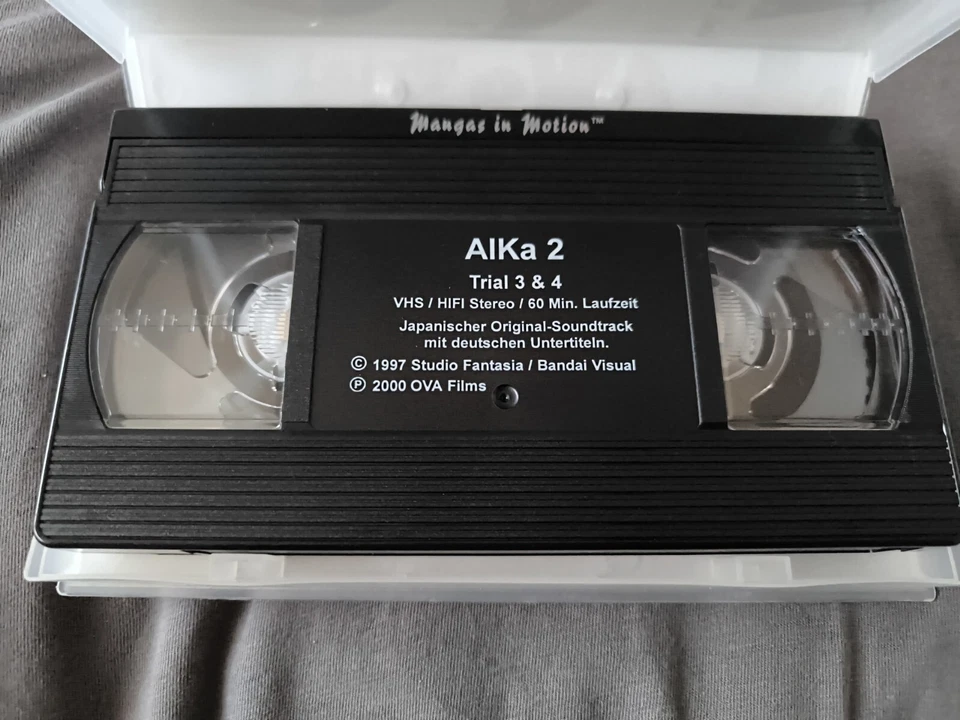 Mangas in Motion™
AIKa 2
Trial 3 & 4
VHS / HIFI Stereo / 60 Min. Laufzeit
Japanischer Original-Soundtrack
mit deutschen Untertiteln.
© 1997 Studio Fantasia / Bandai Visual
℗ 2000 OVA Films